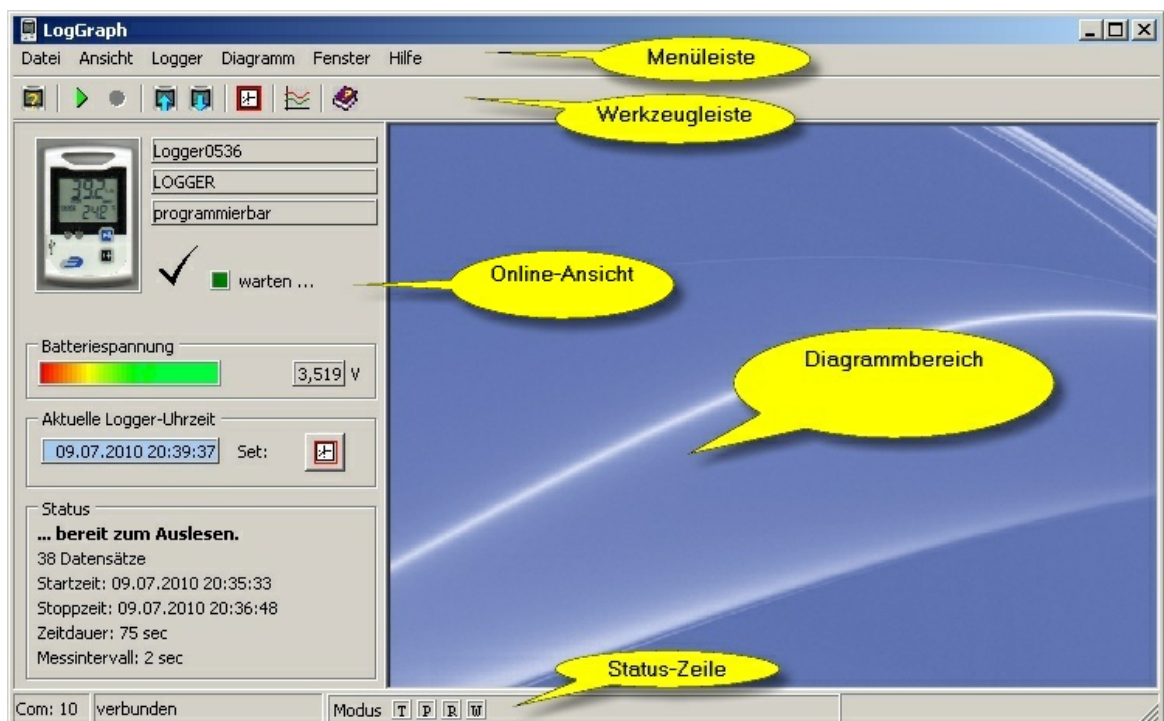 LogGraph
Datei Ansicht Logger Diagramm Fenster Hilfe
Menüleiste
Werkzeugleiste
Logger0536
LOGGER
programmierbar
warten ...
Online-Ansicht
Batteriespannung
3,519 V
Diagrammbereich
Aktuelle Logger-Uhrzeit
09.07.2010 20:39:37 Set:
Status
... bereit zum Auslesen.
38 Datensätze
Startzeit: 09.07.2010 20:35:33
Stoppzeit: 09.07.2010 20:36:48
Zeitdauer: 75 sec
Messintervall: 2 sec
Status-Zeile
Com: 10 verbunden Modus T P R W